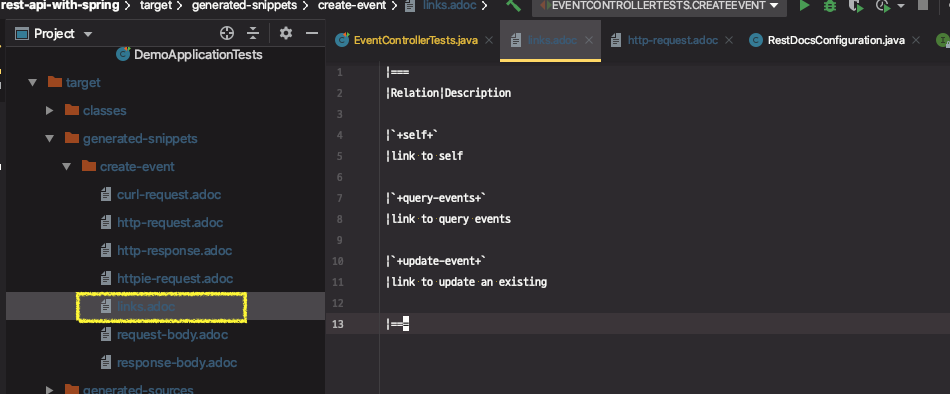 rest-api-with-spring
target
generated-snippets
create-event
links.adoc
EVENTCONTROLLERTESTS.CREATEEVENT
Project
DemoApplicationTests
target
classes
generated-snippets
create-event
curl-request.adoc
http-request.adoc
http-response.adoc
httpie-request.adoc
links.adoc
request-body.adoc
response-body.adoc
generated-sources
EventControllerTests.java
links.adoc
http-request.adoc
RestDocsConfiguration.java
1 |===
2 |Relation|Description
3
4 |`+self+`
5 |link to self
6
7 |`+query-events+`
8 |link to query events
9
10 |`+update-event+`
11 |link to update an existing
12
13 |===